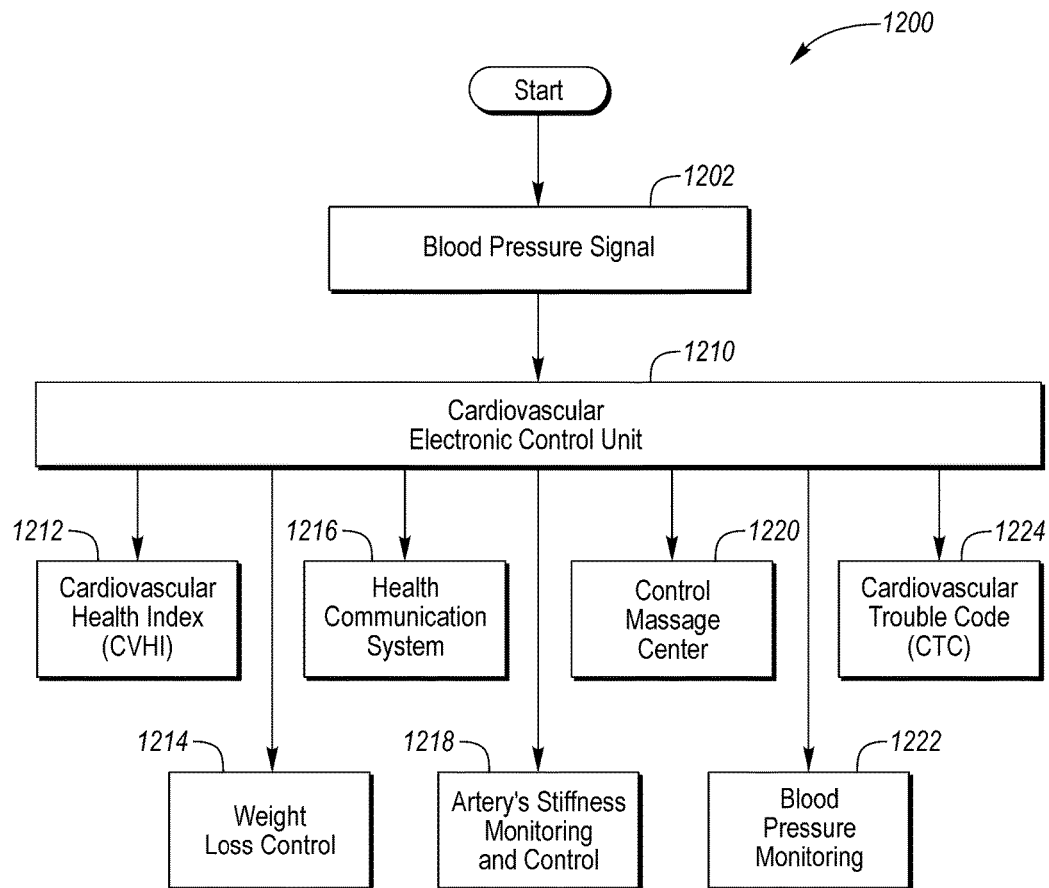 1200
Start
1202
Blood Pressure Signal
1210
Cardiovascular
Electronic Control Unit
1212
Cardiovascular
Health Index
(CVHI)
1216
Health
Communication
System
1220
Control
Massage
Center
1224
Cardiovascular
Trouble Code
(CTC)
1214
Weight
Loss Control
1218
Artery's Stiffness
Monitoring
and Control
1222
Blood
Pressure
Monitoring